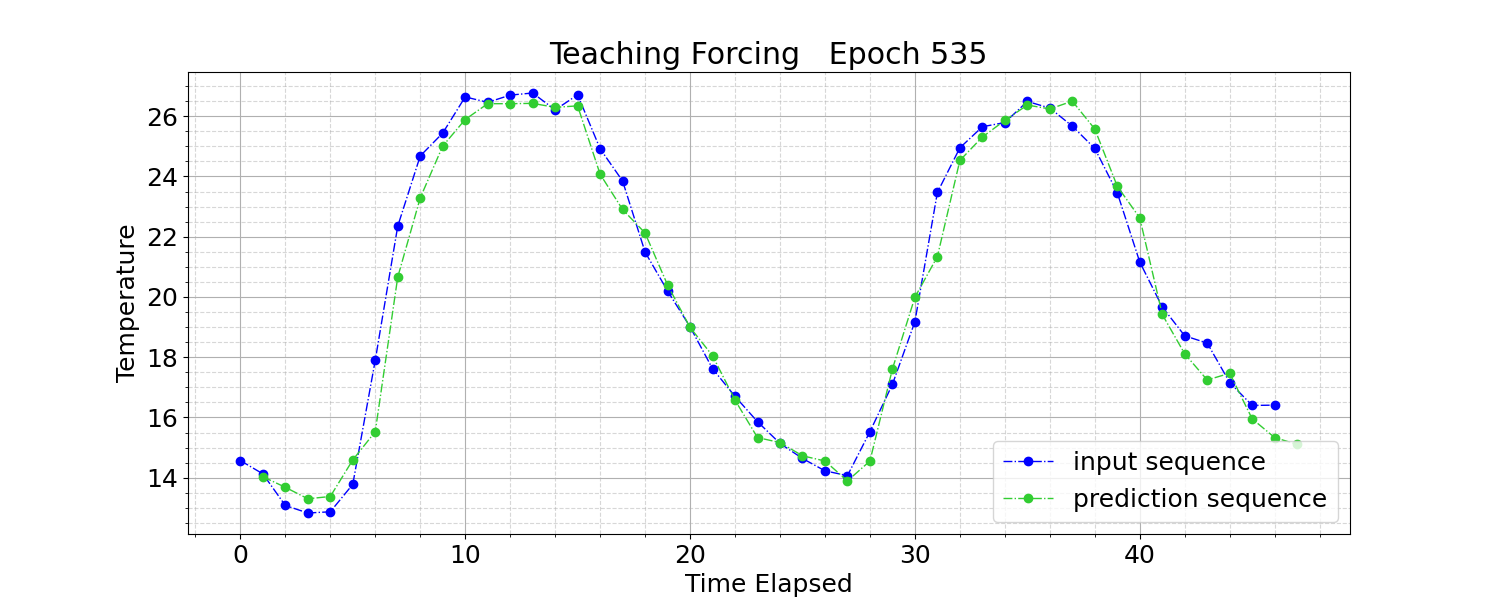 Teaching Forcing   Epoch 535
Temperature
26
24
22
20
18
16
14
0 10 20 30 40
Time Elapsed
input sequence
prediction sequence